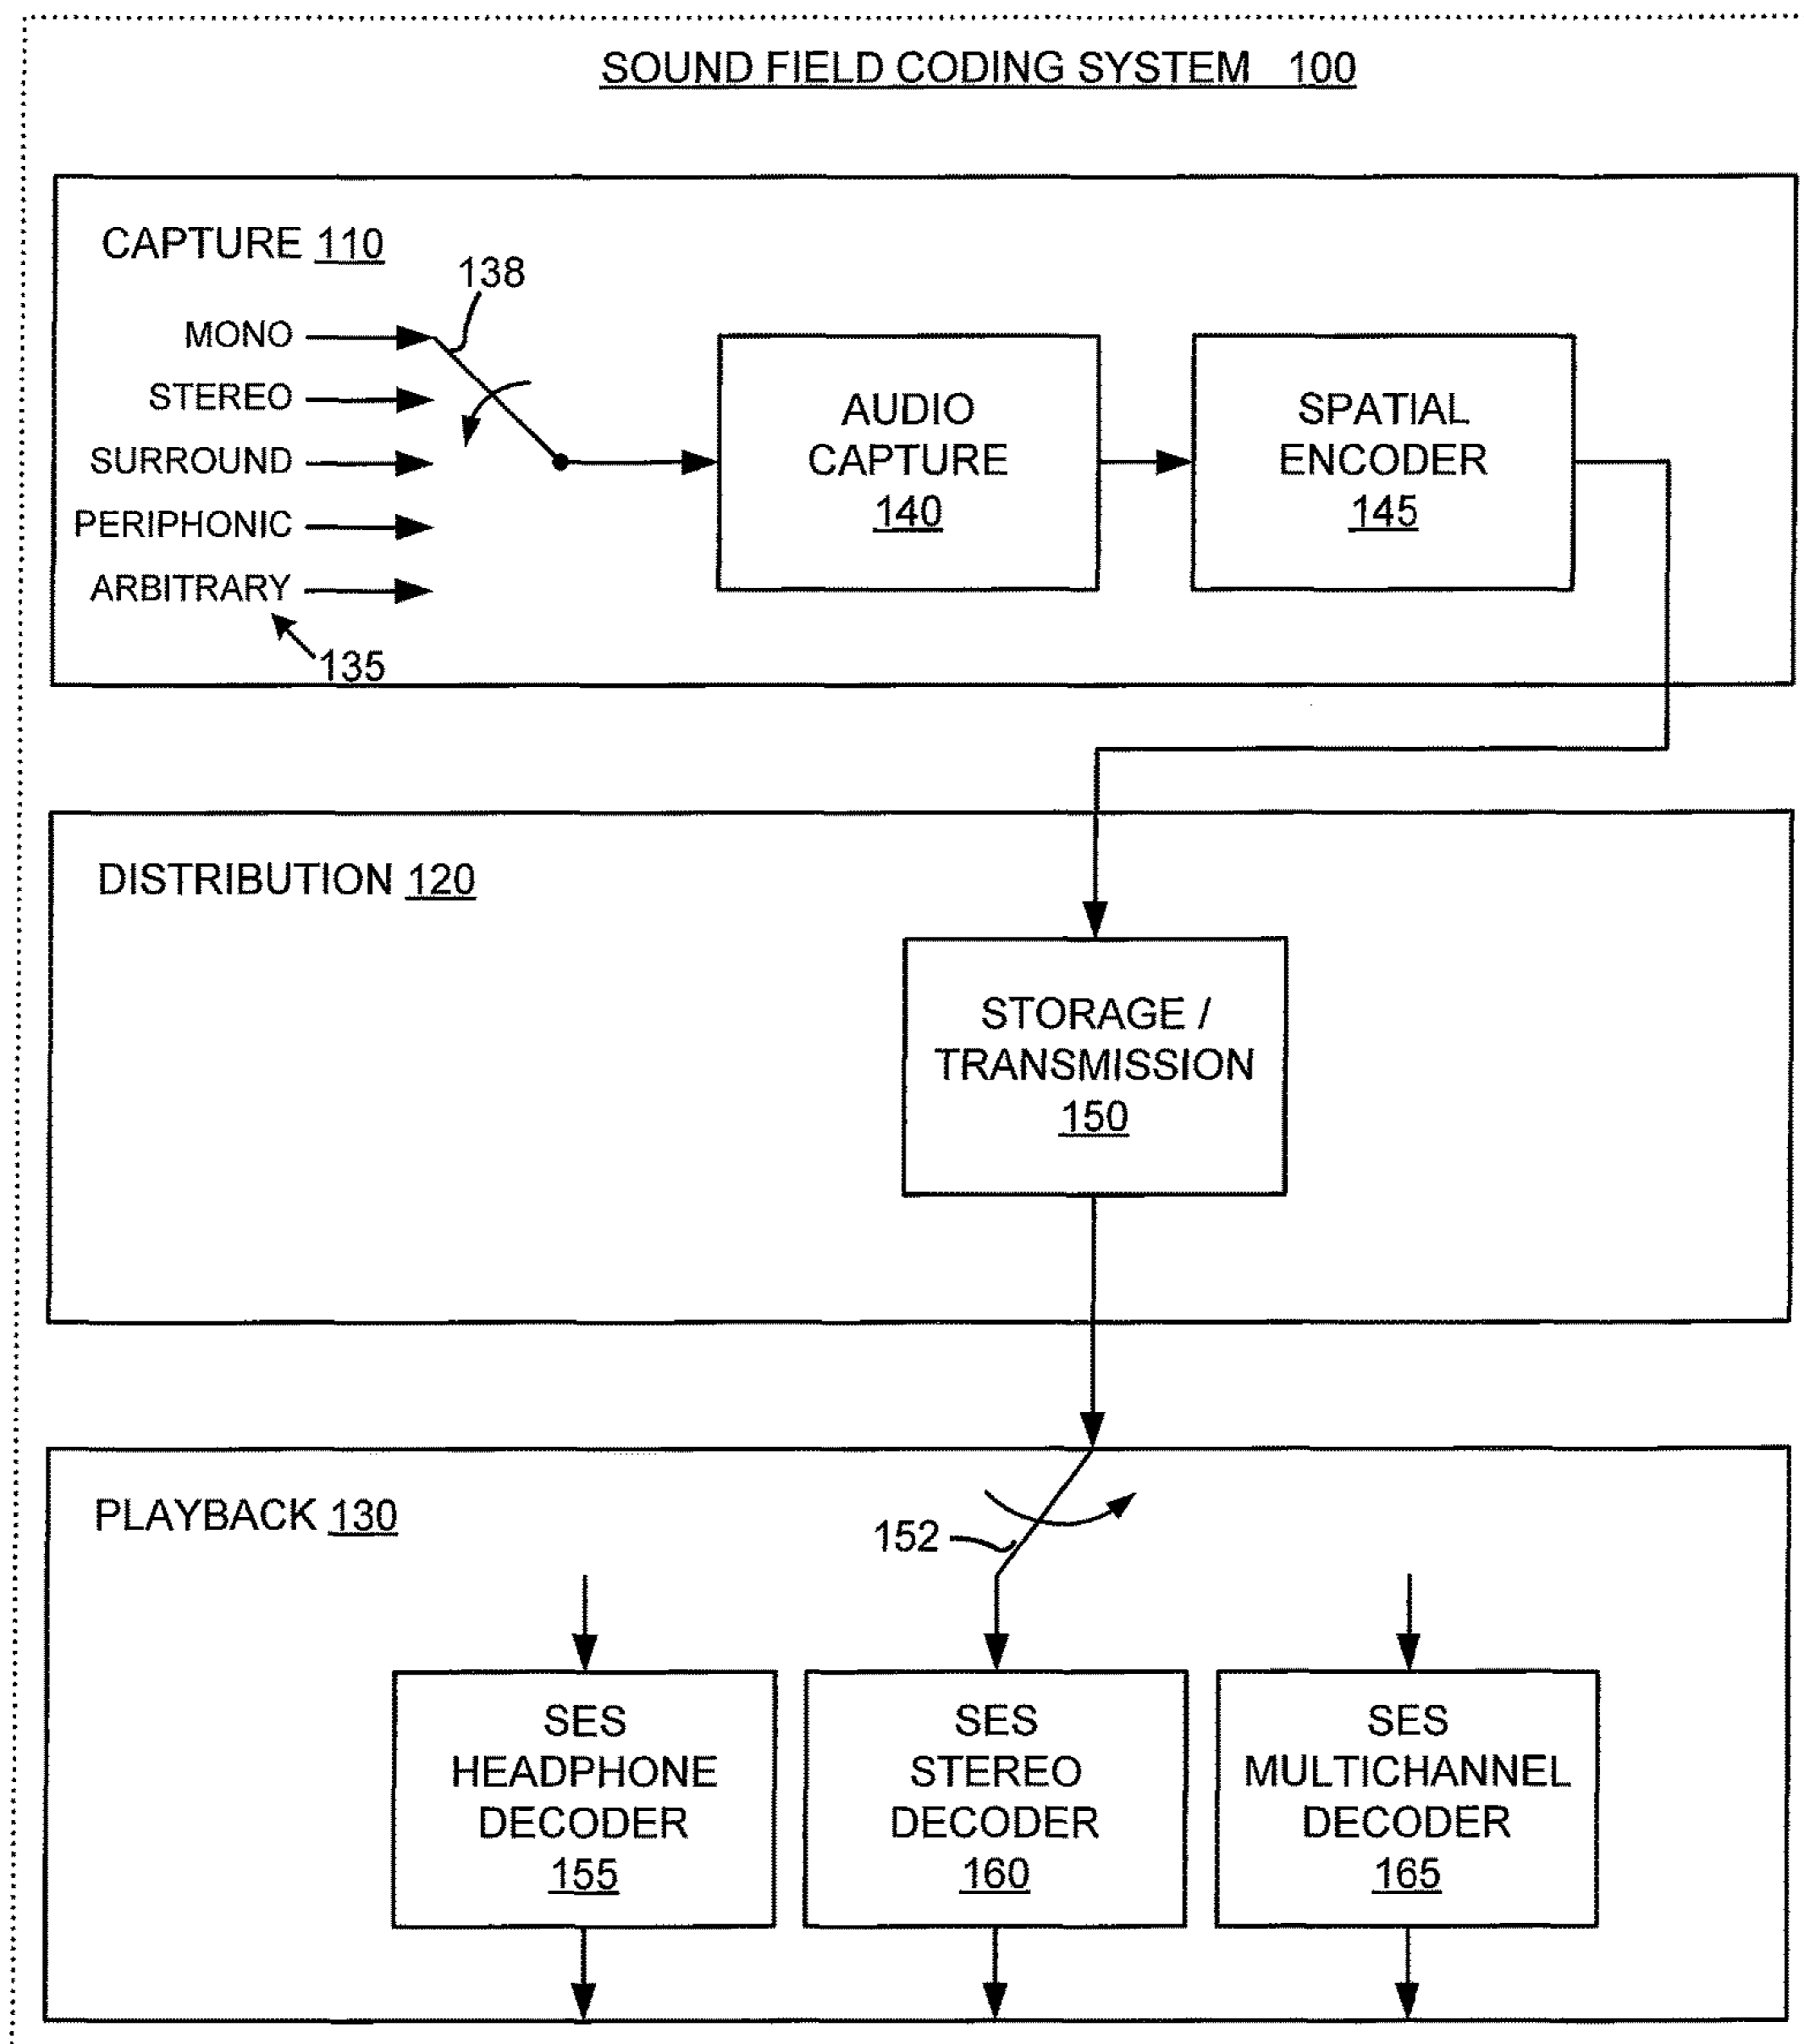 SOUND FIELD CODING SYSTEM 100
CAPTURE 110
138
MONO
STEREO
SURROUND
PERIPHONIC
ARBITRARY
135
AUDIO
CAPTURE
140
SPATIAL
ENCODER
145
DISTRIBUTION 120
STORAGE /
TRANSMISSION
150
PLAYBACK 130
152
SES
HEADPHONE
DECODER
155
SES
STEREO
DECODER
160
SES
MULTICHANNEL
DECODER
165